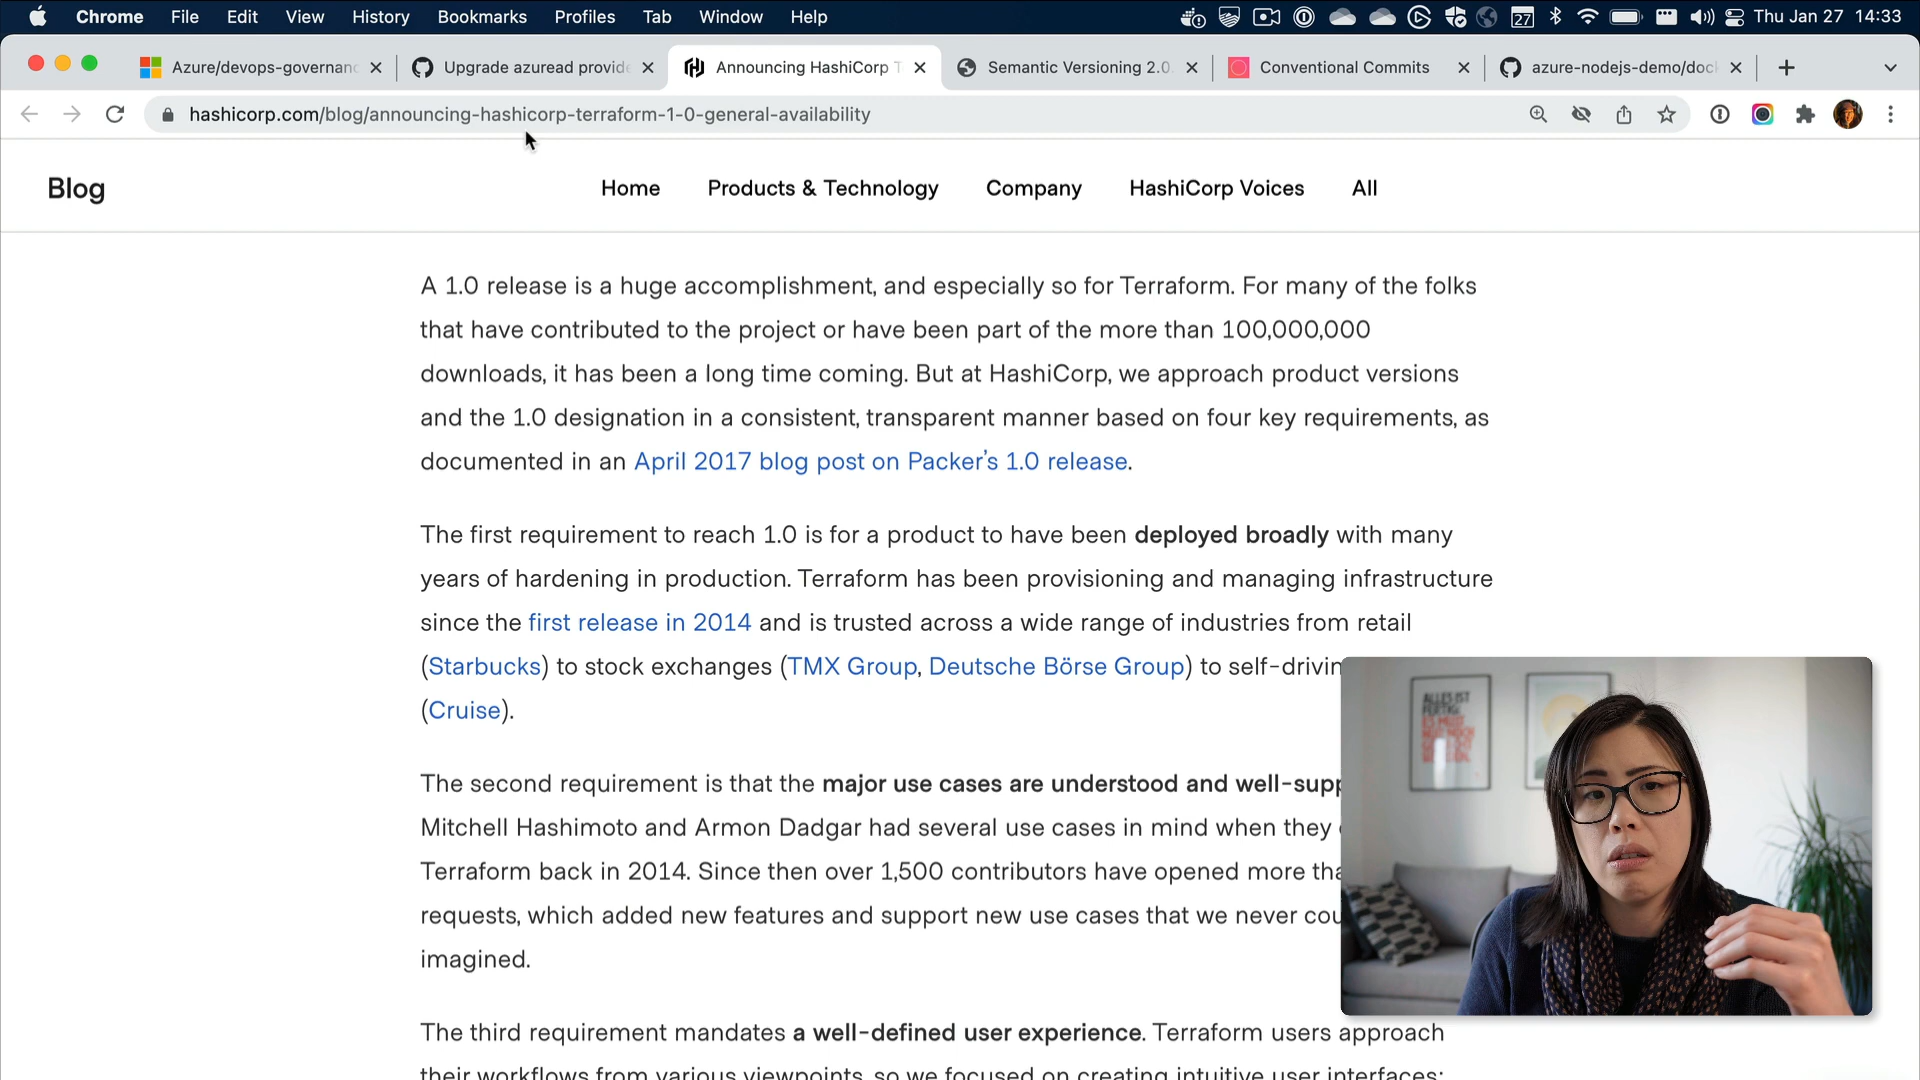 Chrome File Edit View History Bookmarks Profiles Tab Window Help 27 Thu Jan 27 14:33
Azure/devops-governanc Upgrade azuread provide Announcing HashiCorp T Semantic Versioning 2.0. Conventional Commits azure-nodejs-demo/doc
hashicorp.com/blog/announcing-hashicorp-terraform-1-0-general-availability
Blog Home Products & Technology Company HashiCorp Voices All
A 1.0 release is a huge accomplishment, and especially so for Terraform. For many of the folks
that have contributed to the project or have been part of the more than 100,000,000
downloads, it has been a long time coming. But at HashiCorp, we approach product versions
and the 1.0 designation in a consistent, transparent manner based on four key requirements, as
documented in an April 2017 blog post on Packer's 1.0 release.
The first requirement to reach 1.0 is for a product to have been deployed broadly with many
years of hardening in production. Terraform has been provisioning and managing infrastructure
since the first release in 2014 and is trusted across a wide range of industries from retail
(Starbucks) to stock exchanges (TMX Group, Deutsche Börse Group) to self-drivin
(Cruise).
The second requirement is that the major use cases are understood and well-supp
Mitchell Hashimoto and Armon Dadgar had several use cases in mind when they
Terraform back in 2014. Since then over 1,500 contributors have opened more tha
requests, which added new features and support new use cases that we never cou
imagined.
The third requirement mandates a well-defined user experience. Terraform users approach
their workflows from various viewpoints, so we focused on creating intuitive user interfaces:
ALLES IST
FERTIG.
ES MUSS
NUR NOCH
GEMACHT
WERDEN.